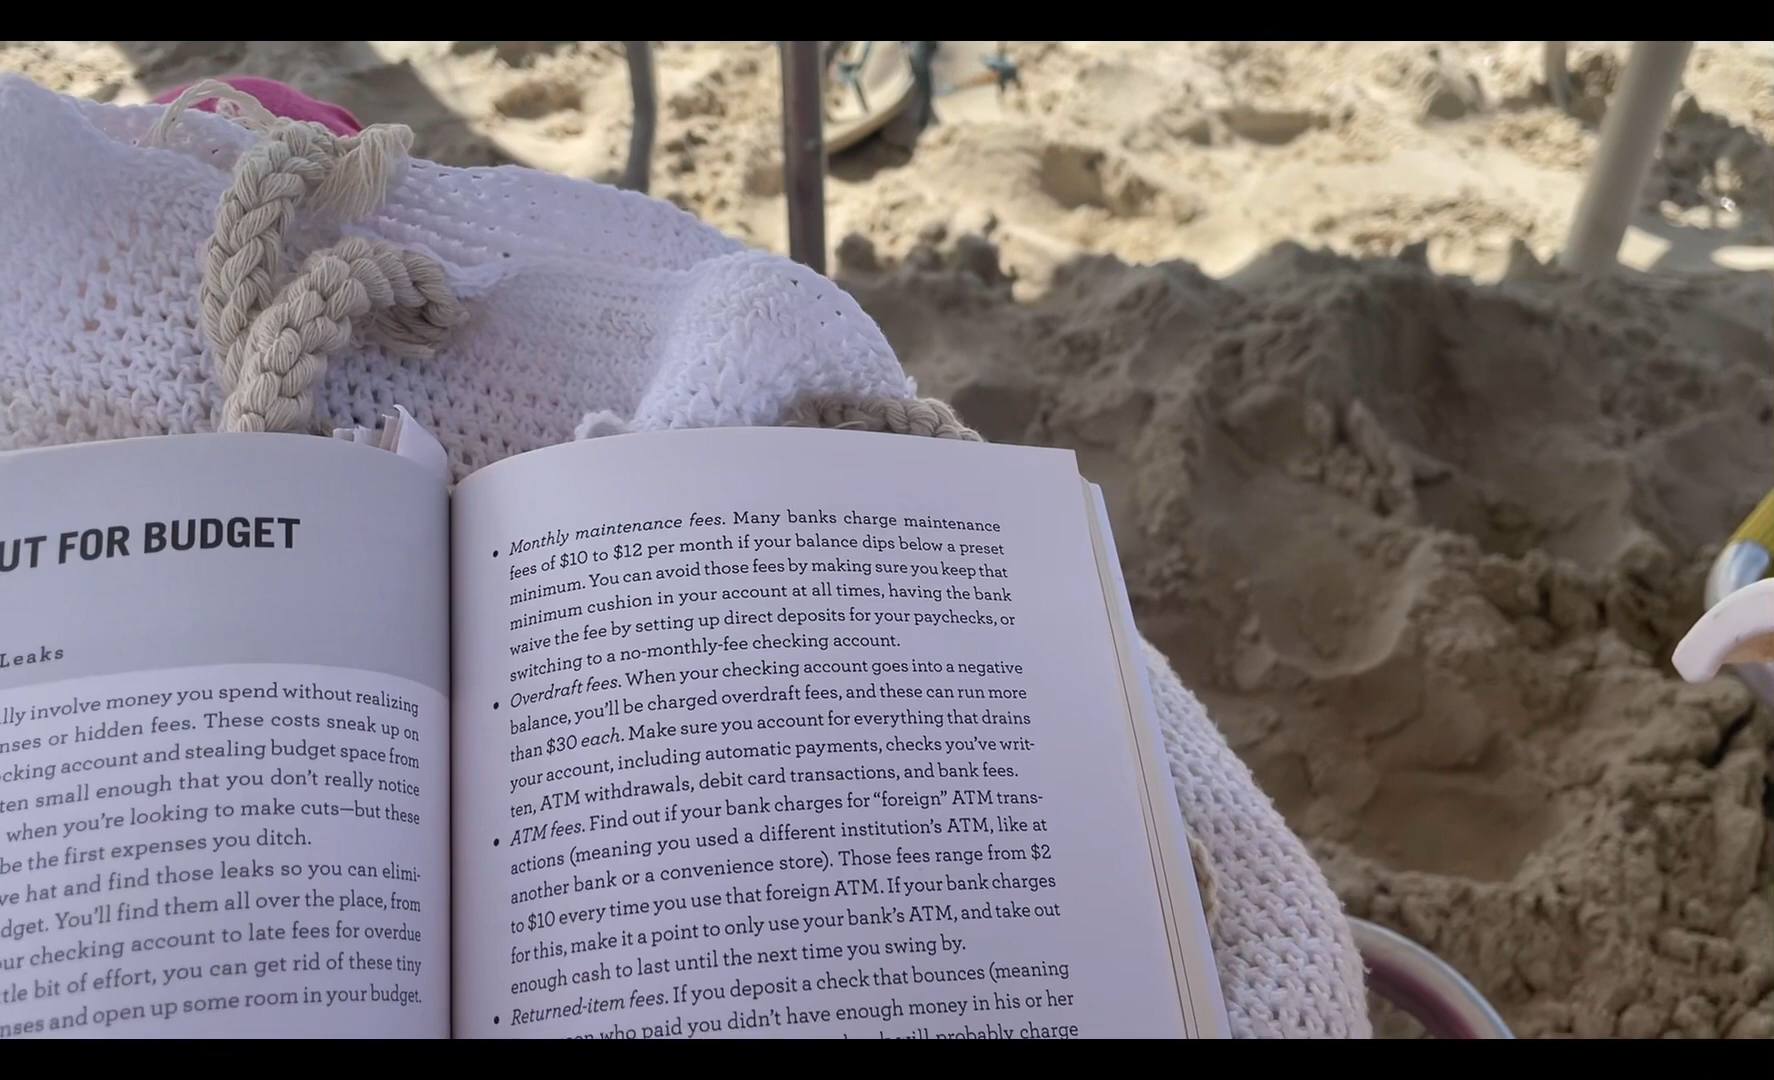 UT FOR BUDGET
Leaks
lly involve money you spend without realizing
nses or hidden fees. These costs sneak up on
cking account and stealing budget space from
ten small enough that you don't really notice
when you're looking to make cuts—but these
be the first expenses you ditch.
ve hat and find those leaks so you can elimi-
dget. You'll find them all over the place, from
ur checking account to late fees for overdue
tle bit of effort, you can get rid of these tiny
nses and open up some room in your budget.
• Monthly maintenance fees. Many banks charge maintenance
fees of $10 to $12 per month if your balance dips below a preset
minimum. You can avoid those fees by making sure you keep that
minimum cushion in your account at all times, having the bank
waive the fee by setting up direct deposits for your paychecks, or
switching to a no-monthly-fee checking account.
• Overdraft fees. When your checking account goes into a negative
balance, you'll be charged overdraft fees, and these can run more
than $30 each. Make sure you account for everything that drains
your account, including automatic payments, checks you've writ-
ten, ATM withdrawals, debit card transactions, and bank fees.
• ATM fees. Find out if your bank charges for “foreign” ATM trans-
actions (meaning you used a different institution's ATM, like at
another bank or a convenience store). Those fees range from $2
to $10 every time you use that foreign ATM. If your bank charges
for this, make it a point to only use your bank's ATM, and take out
enough cash to last until the next time you swing by.
• Returned-item fees. If you deposit a check that bounces (meaning
who paid you didn't have enough money in his or her
will probably charge